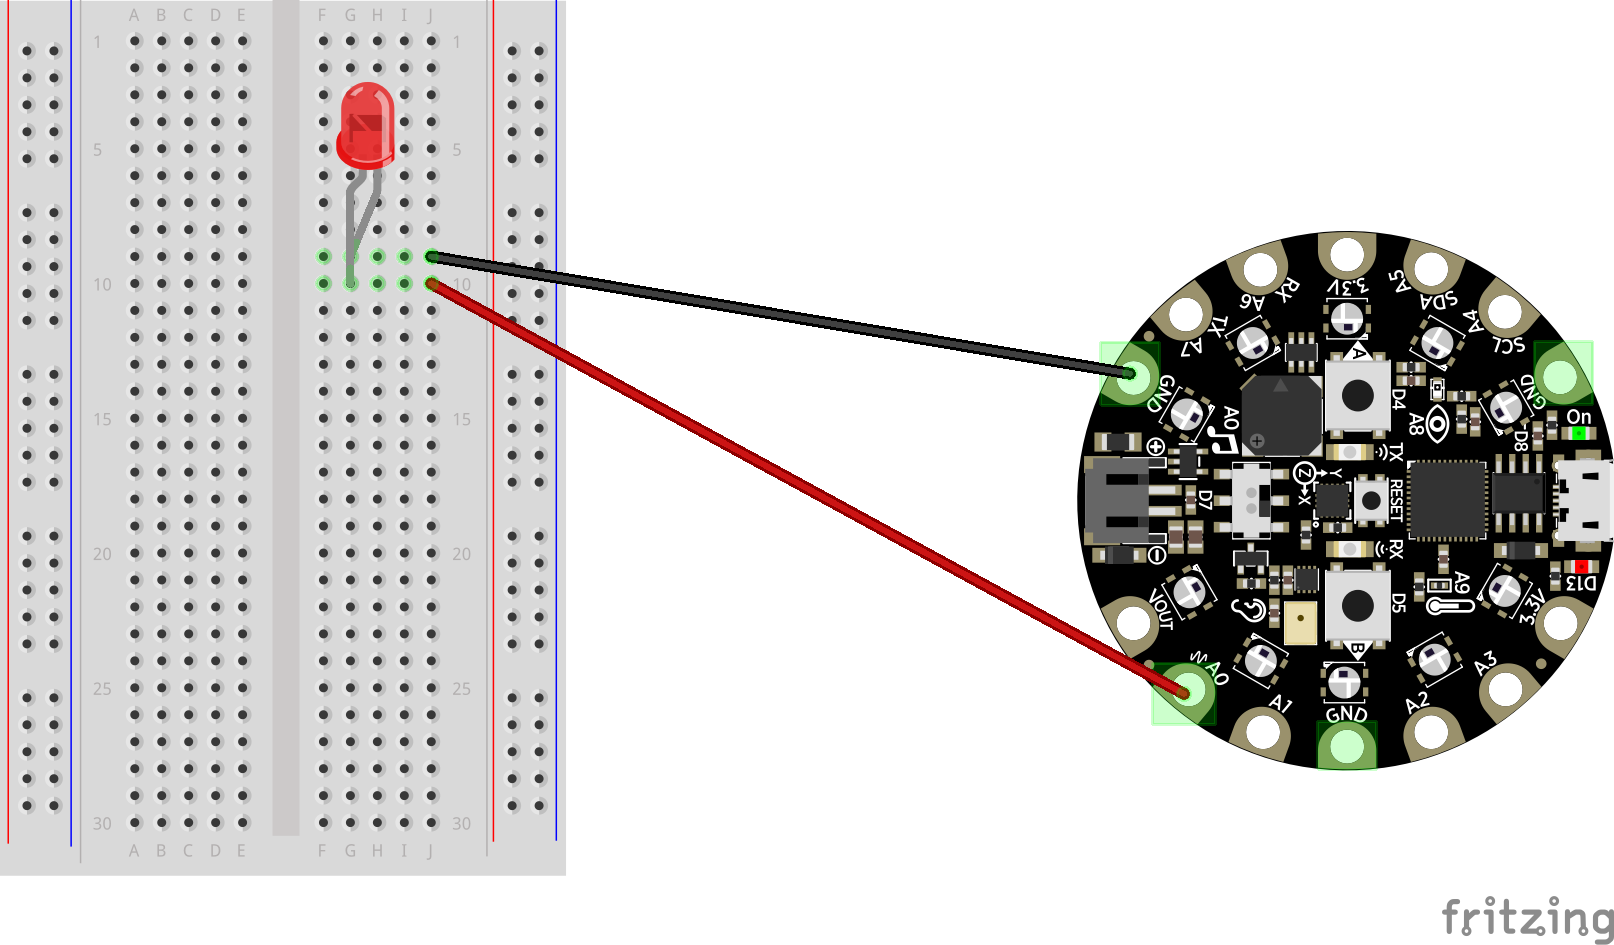 A B C D E F G H I J
1 1
5 5
10 10
15 15
20 20
25 25
30 30
A B C D E F G H I J
3.3V
A5
SDA
A4
SCL
GND
RX
A6
TX
A7
GND
A0
A
D4
A8
D8
On
TX
D7
Z
Y
X
RESET
RX
D5
A9
D13
3.3V
VOUT
A0
A1
B
GND
A2
A3
fritzing